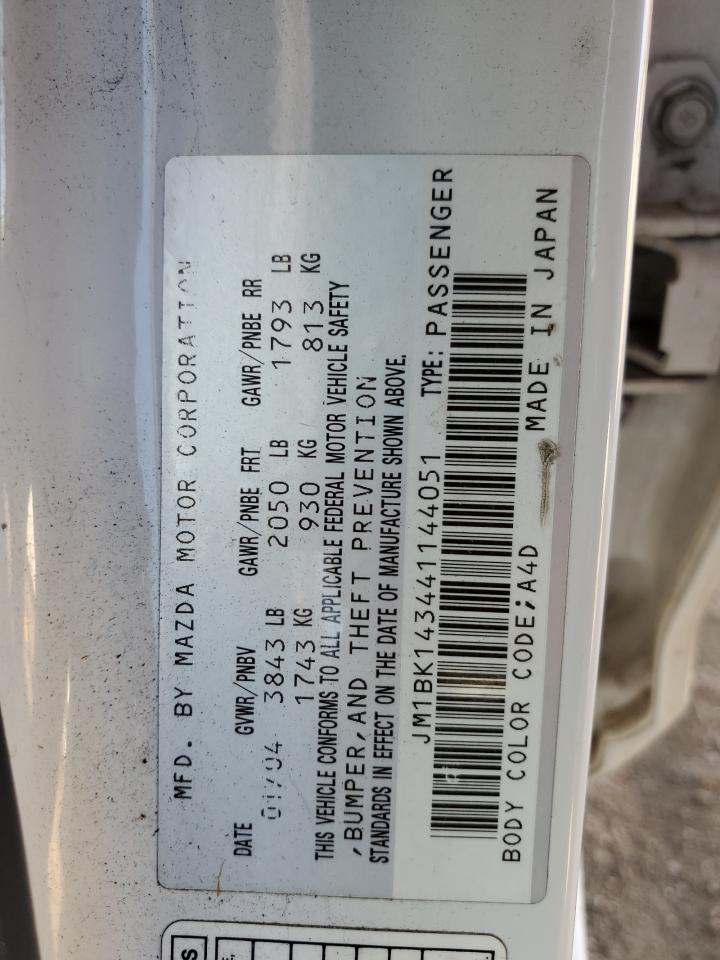 MFD. BY MAZDA MOTOR CORPORATION
DATE GVWR/PNBV GAWR/PNBE FRT GAWR/PNBE RR
01/04 3843 LB 2050 LB 1793 LB
1743 KG 930 KG 813 KG
THIS VEHICLE CONFORMS TO ALL APPLICABLE FEDERAL MOTOR VEHICLE SAFETY
,BUMPER,AND THEFT PREVENTION
STANDARDS IN EFFECT ON THE DATE OF MANUFACTURE SHOWN ABOVE.
JM1BK143441144051 TYPE: PASSENGER
BODY COLOR CODE;A4D MADE IN JAPAN